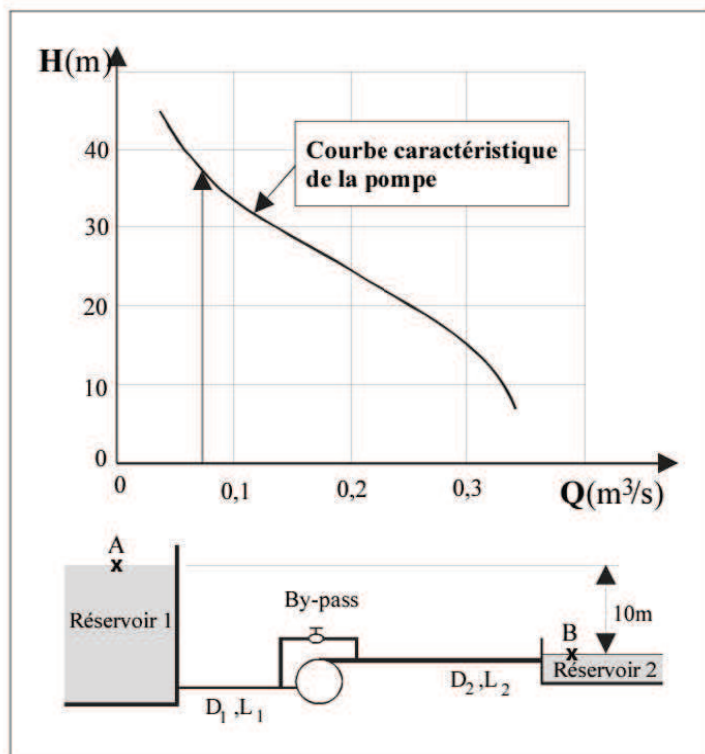 H(m)
40
30
20
10
0
Courbe caractéristique
de la pompe
0
0,1
0,2
0,3
Q(m³/s)
A
Réservoir 1
By-pass
10m
B
Réservoir 2
D₁ ,L₁
D₂ ,L₂